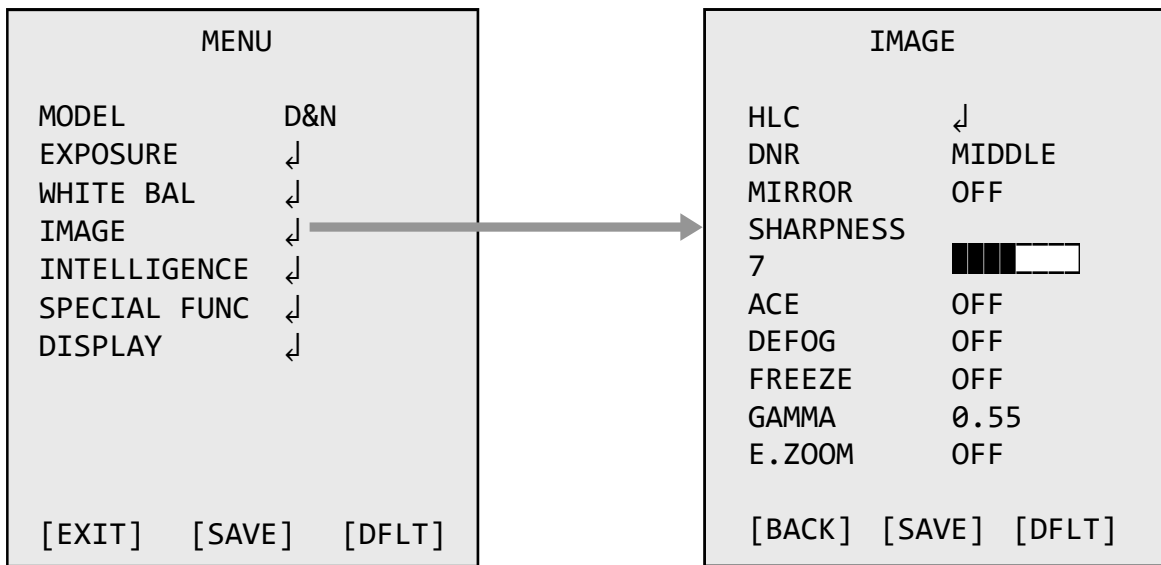 MENU
MODEL D&N
EXPOSURE ↲
WHITE BAL ↲
IMAGE ↲
INTELLIGENCE ↲
SPECIAL FUNC ↲
DISPLAY ↲
[EXIT] [SAVE] [DFLT]
IMAGE
HLC ↲
DNR MIDDLE
MIRROR OFF
SHARPNESS
7
ACE OFF
DEFOG OFF
FREEZE OFF
GAMMA 0.55
E.ZOOM OFF
[BACK] [SAVE] [DFLT]